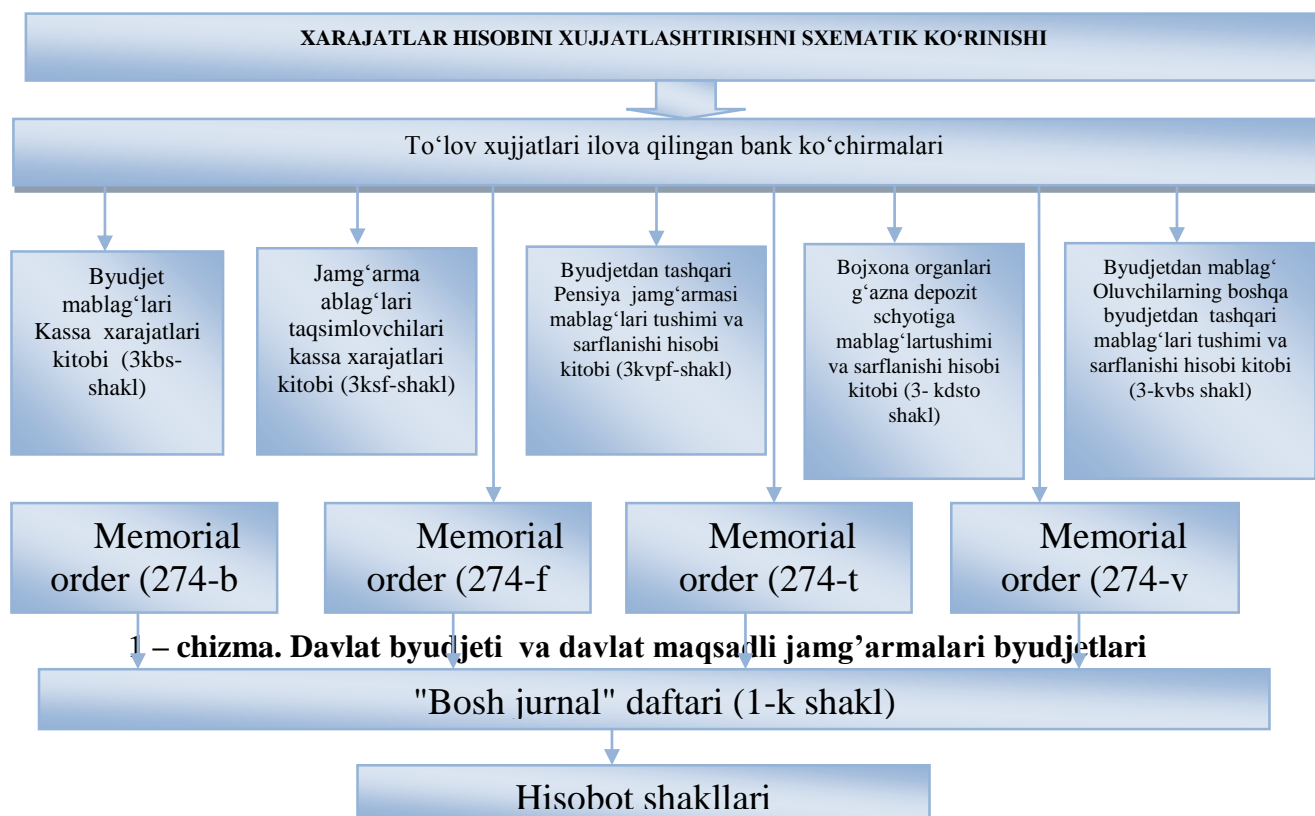 XARAJATLAR HISOBINI XUJJATLASHTIRISHNI SXEMATIK KO‘RINISHI
To‘lov xujjatlari ilova qilingan bank ko‘chirmalari
Byudjet
mablag‘lari
Kassa xarajatlari
kitobi (3kbs-
shakl)
Jamg‘arma
ablag‘lari
taqsimlovchilari
kassa xarajatlari
kitobi (3ksf-shakl)
Byudjetdan tashqari
Pensiya jamg‘armasi
mablag‘lari tushimi va
sarflanishi hisobi
kitobi (3kvpf-shakl)
Bojxona organlari
g‘azna depozit
schyotiga
mablag‘lartushimi
va sarflanishi hisobi
kitobi (3- kdsto
shakl)
Byudjetdan mablag‘
Oluvchilarning boshqa
byudjetdan tashqari
mablag‘lari tushimi va
sarflanishi hisobi kitobi
(3-kvbs shakl)
Memorial
order (274-b
Memorial
order (274-f
Memorial
order (274-t
Memorial
order (274-v
1 – chizma. Davlat byudjeti va davlat maqsadli jamg’armalari byudjetlari
"Bosh jurnal" daftari (1-k shakl)
Hisobot shakllari